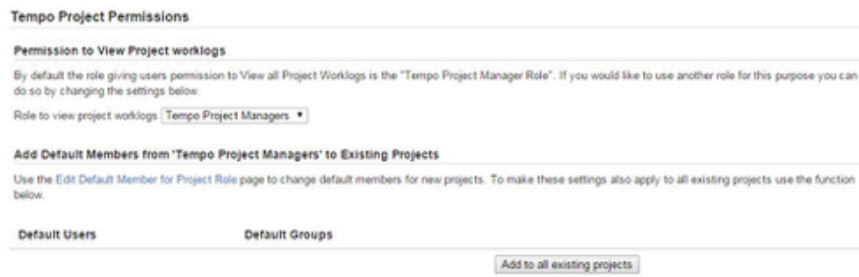 Tempo Project Permissions
Permission to View Project worklogs
By default the role giving users permission to View all Project Worklogs is the "Tempo Project Manager Role". If you would like to use another role for this purpose you can
do so by changing the settings below.
Role to view project worklogs Tempo Project Managers
Add Default Members from 'Tempo Project Managers' to Existing Projects
Use the Edit Default Member for Project Role page to change default members for new projects. To make these settings also apply to all existing projects use the function
below.
Default Users Default Groups
Add to all existing projects